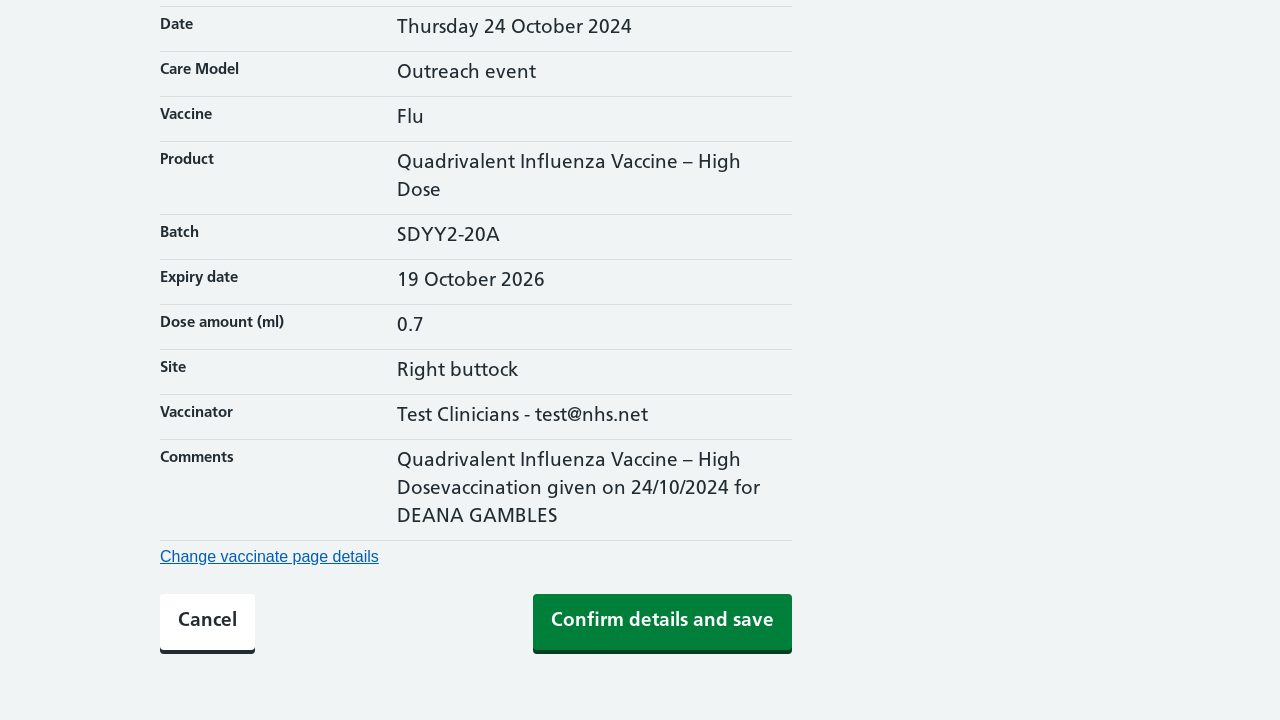 Date Thursday 24 October 2024
Care Model Outreach event
Vaccine Flu
Product Quadrivalent Influenza Vaccine – High
Dose
Batch SDYY2-20A
Expiry date 19 October 2026
Dose amount (ml) 0.7
Site Right buttock
Vaccinator Test Clinicians - test@nhs.net
Comments Quadrivalent Influenza Vaccine – High
Dosevaccination given on 24/10/2024 for
DEANA GAMBLES
Change vaccinate page details
Cancel Confirm details and save